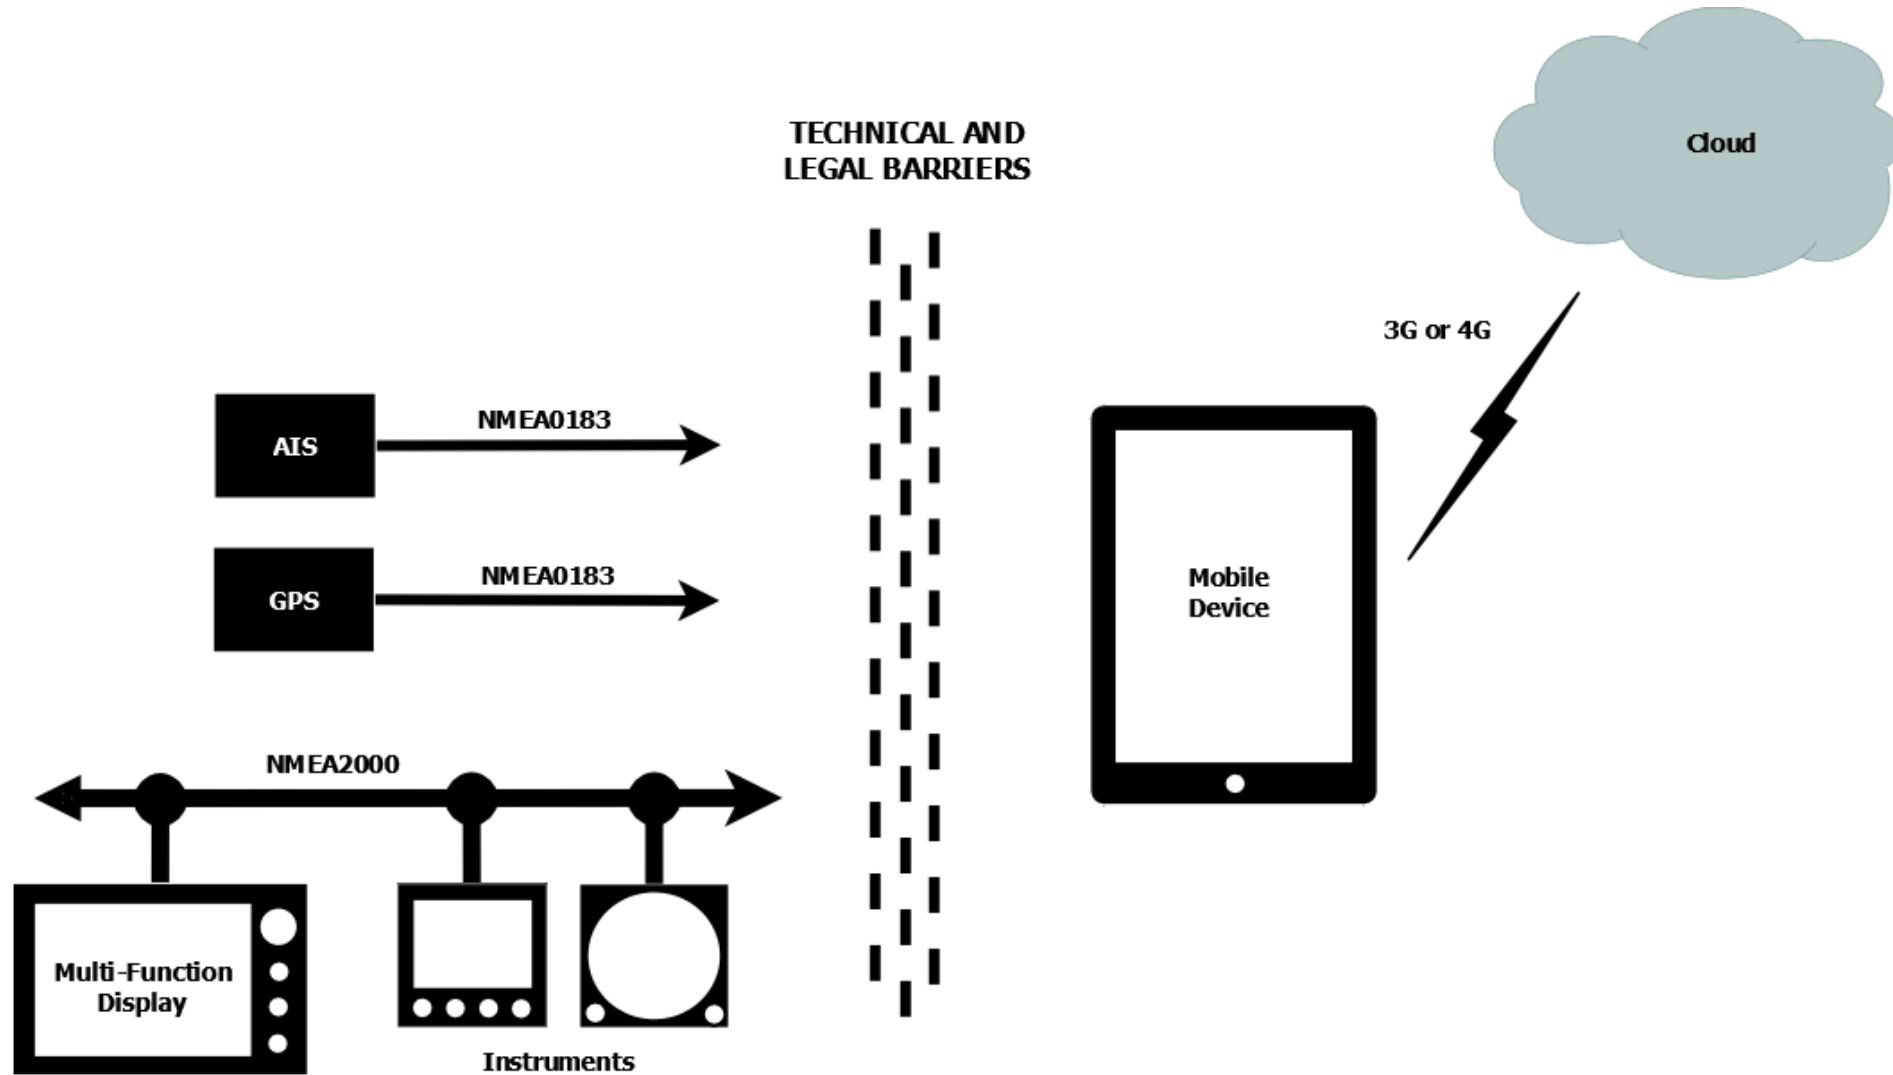 TECHNICAL AND
LEGAL BARRIERS
Cloud
3G or 4G
NMEA0183
AIS
NMEA0183
GPS
Mobile
Device
NMEA2000
Multi-Function
Display
Instruments